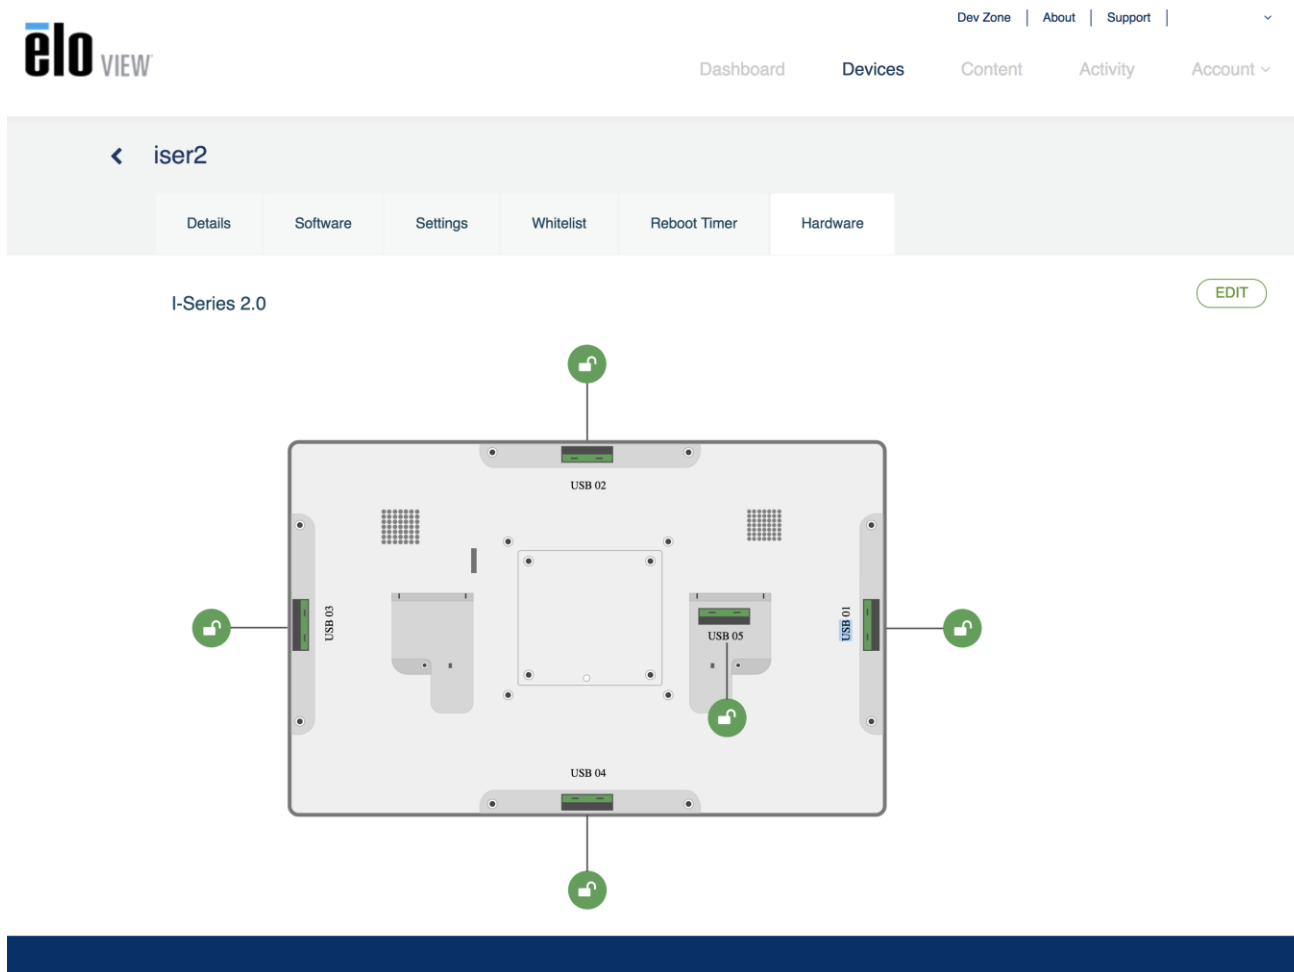 Dev Zone | About | Support |
ēlo VIEW
Dashboard Devices Content Activity Account
iser2
Details Software Settings Whitelist Reboot Timer Hardware
I-Series 2.0
EDIT
USB 02
USB 03
USB 01
USB 05
USB 04